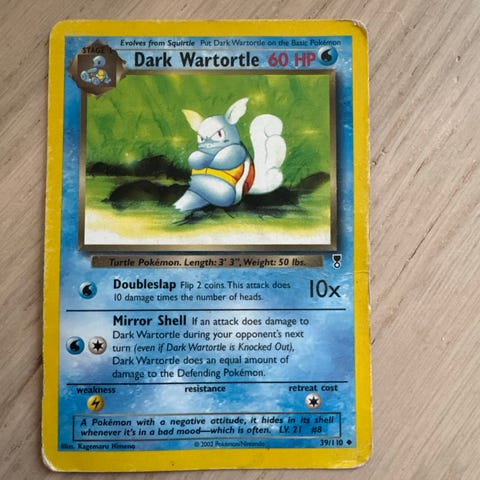 Evolves from Squirtle Put Dark Wartortle on the Basic Pokémon
STAGE 1
Dark Wartortle 60 HP
Turtle Pokémon. Length: 3' 3", Weight: 50 lbs.
Doubleslap Flip 2 coins. This attack does
10 damage times the number of heads.
10x
Mirror Shell If an attack does damage to
Dark Wartortle during your opponent's next
turn (even if Dark Wartortle is Knocked Out),
Dark Wartortle does an equal amount of
damage to the Defending Pokémon.
weakness resistance retreat cost
A Pokémon with a negative attitude, it hides in its shell
whenever it's in a bad mood—which is often. LV. 21 #8
Illus. Kagemaru Himeno © 2002 Pokémon/Nintendo 39/110